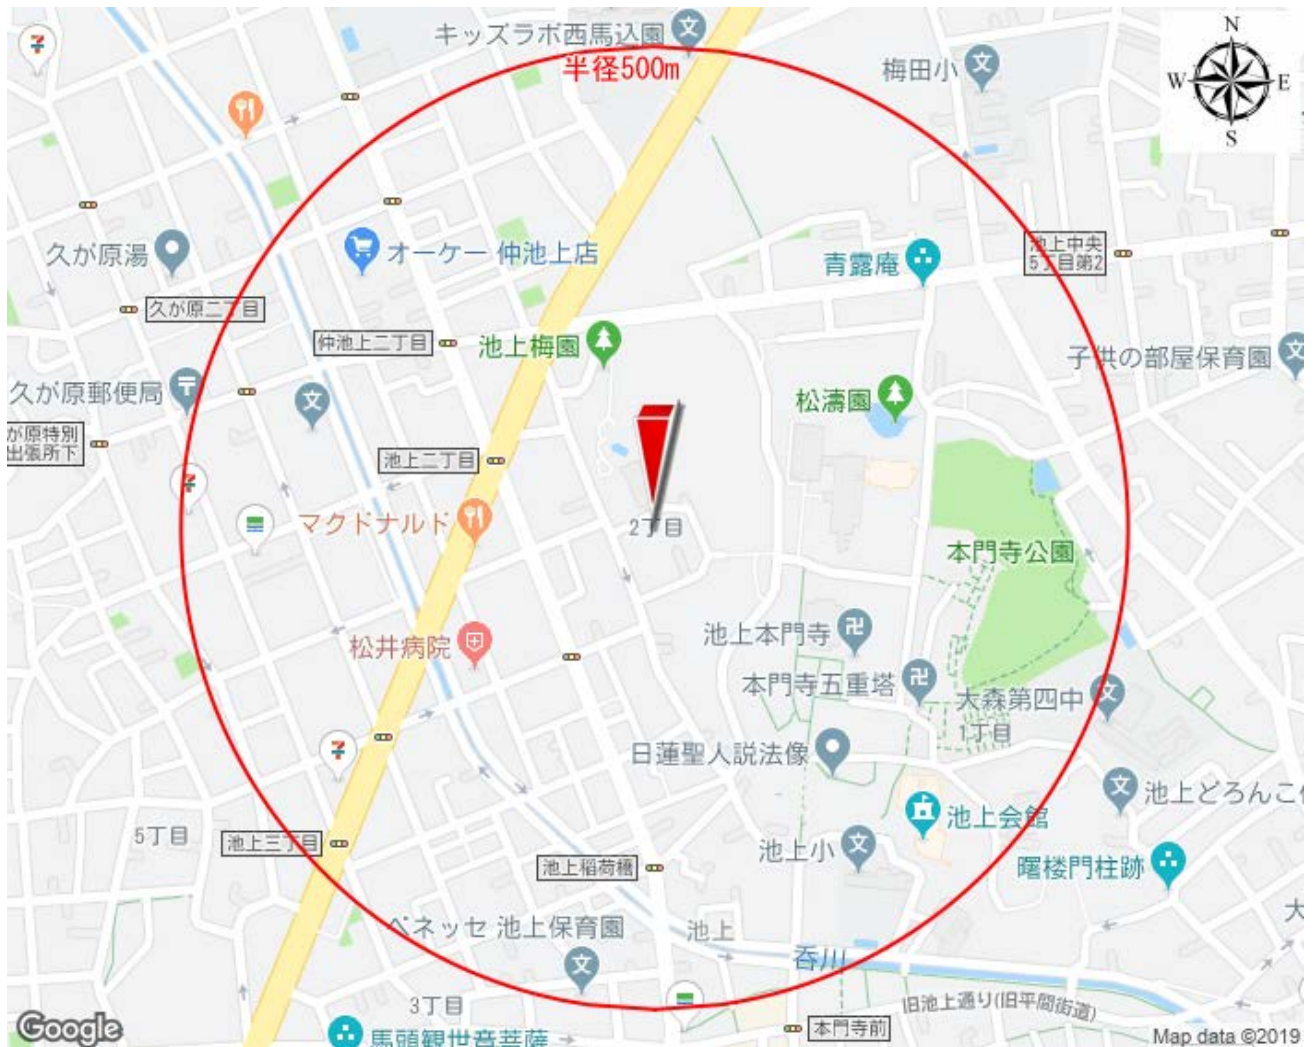 キッズラボ西馬込園
半径500m
梅田小
N
W
E
S
久が原湯
オーケー 仲池上店
青露庵
池上中央
5丁目第2
久が原二丁目
仲池上二丁目
池上梅園
子供の部屋保育園
久が原郵便局
松濤園
が原特別
出張所下
池上二丁目
マクドナルド
2丁目
本門寺公園
松井病院
池上本門寺
本門寺五重塔
大森第四中
1丁目
日蓮聖人説法像
池上どろんこ
池上会館
5丁目
池上三丁目
池上小
池上稲荷橋
曙楼門柱跡
大
ベネッセ 池上保育園
池上
呑川
3丁目
旧池上通り(旧平間街道)
本門寺前
馬頭観世音菩薩
Google
Map data ©2019